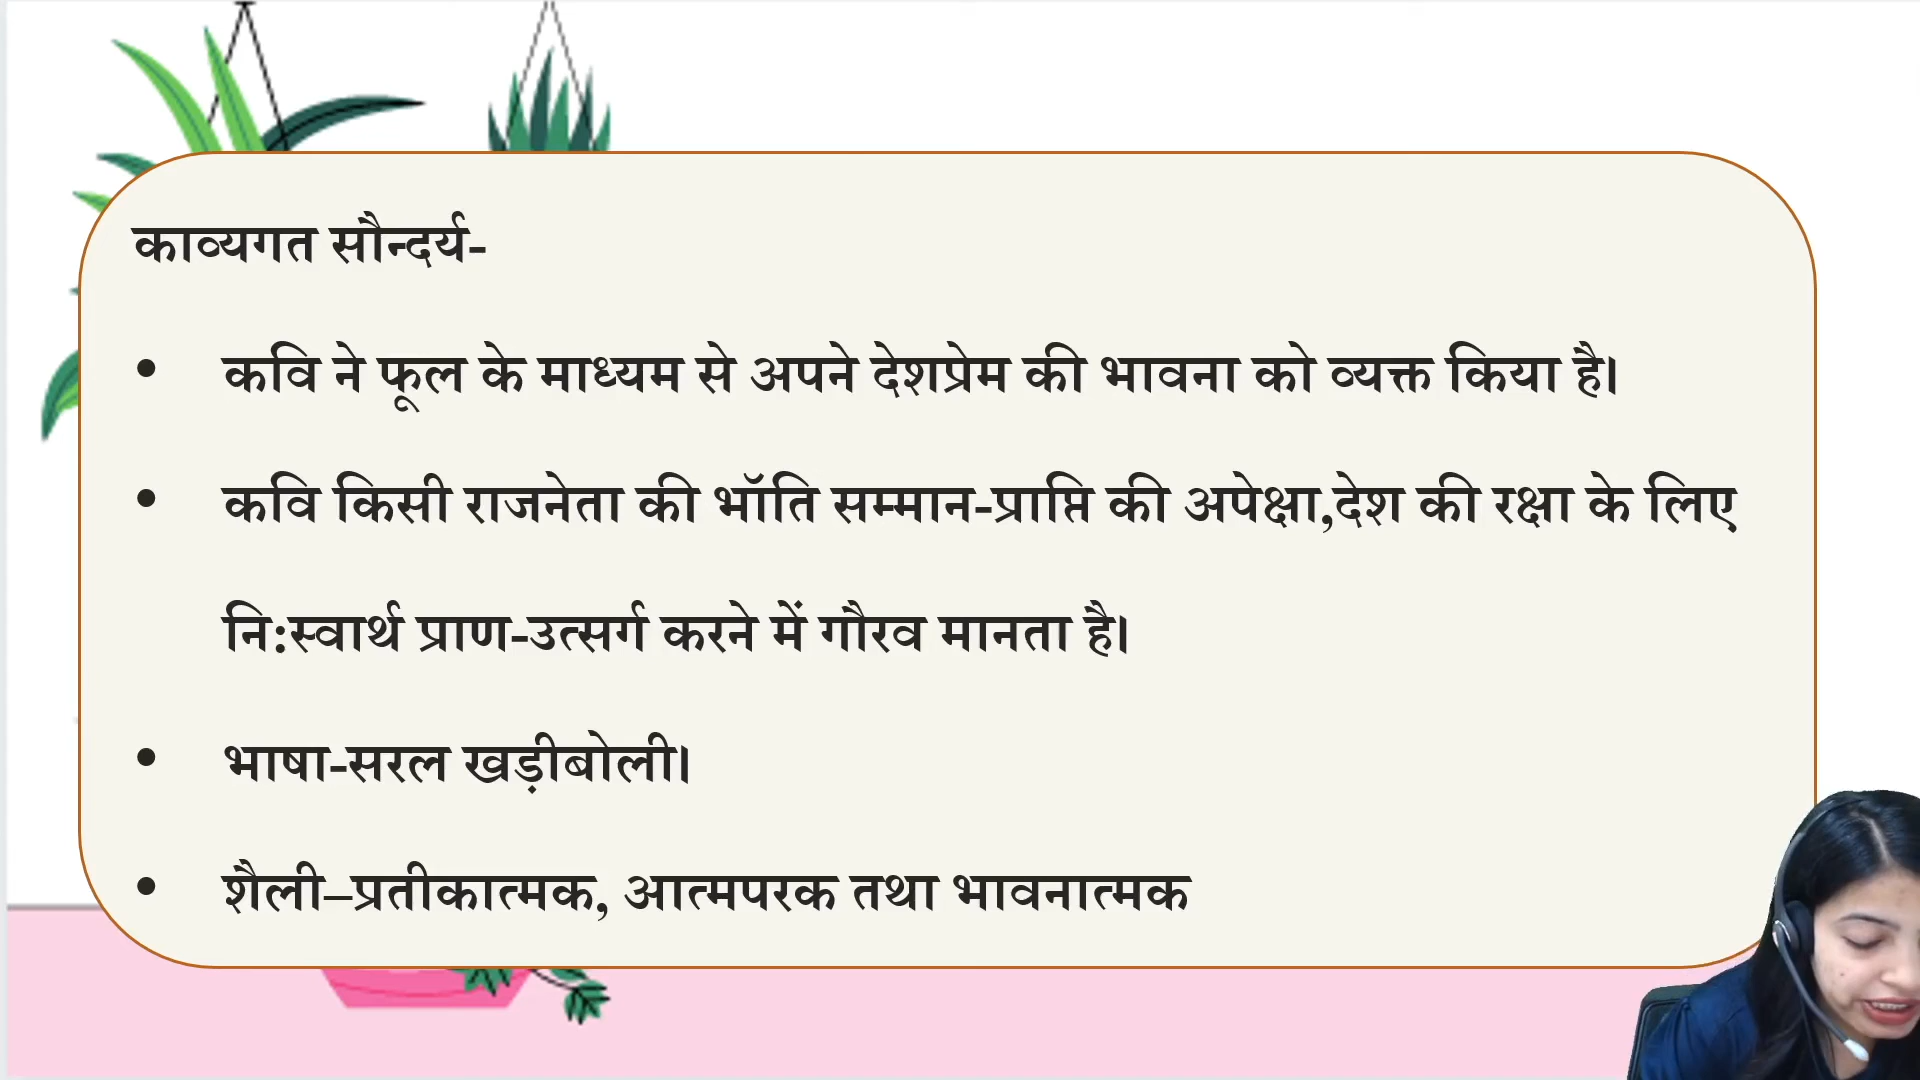 काव्यगत सौन्दर्य-
• कवि ने फूल के माध्यम से अपने देशप्रेम की भावना को व्यक्त किया है।
• कवि किसी राजनेता की भॉति सम्मान-प्राप्ति की अपेक्षा,देश की रक्षा के लिए
नि:स्वार्थ प्राण-उत्सर्ग करने में गौरव मानता है।
• भाषा-सरल खड़ीबोली।
• शैली–प्रतीकात्मक, आत्मपरक तथा भावनात्मक